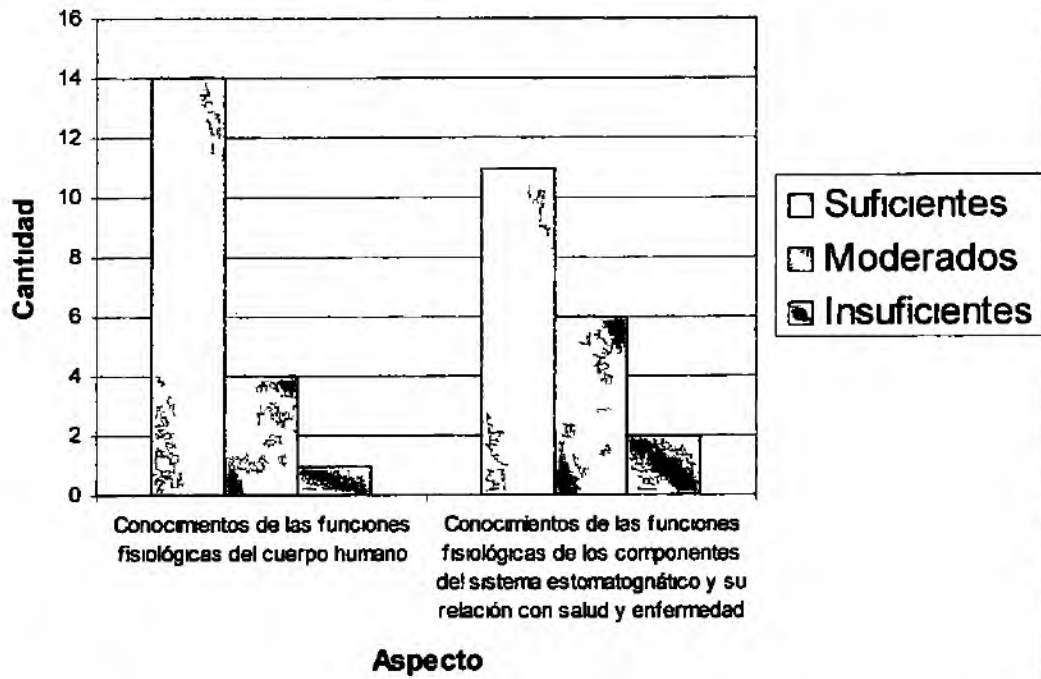 16
14
12
10
8
6
4
2
0
Cantidad
Conocimientos de las funciones
fisiológicas del cuerpo humano
Conocimientos de las funciones
fisiológicas de los componentes
del sistema estomatognático y su
relación con salud y enfermedad
Aspecto
Suficientes
Moderados
Insuficientes